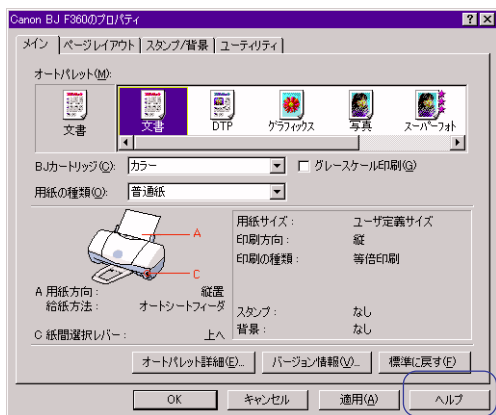 Canon BJ F360のプロパティ
メイン ページレイアウト スタンプ/背景 ユーティリティ
オートパレット(M):
文書 文書 DTP グラフィックス 写真 スーパーフォト
BJカートリッジ(C): カラー グレースケール印刷(G)
用紙の種類(O): 普通紙
A
C
A 用紙方向: 縦置
給紙方法: オートシートフィーダ
C 紙間選択レバー: 上へ
用紙サイズ: ユーザ定義サイズ
印刷方向: 縦
印刷の種類: 等倍印刷
スタンプ: なし
背景: なし
オートパレット詳細(E)... バージョン情報(V)... 標準に戻す(F)
OK キャンセル 適用(A) ヘルプ